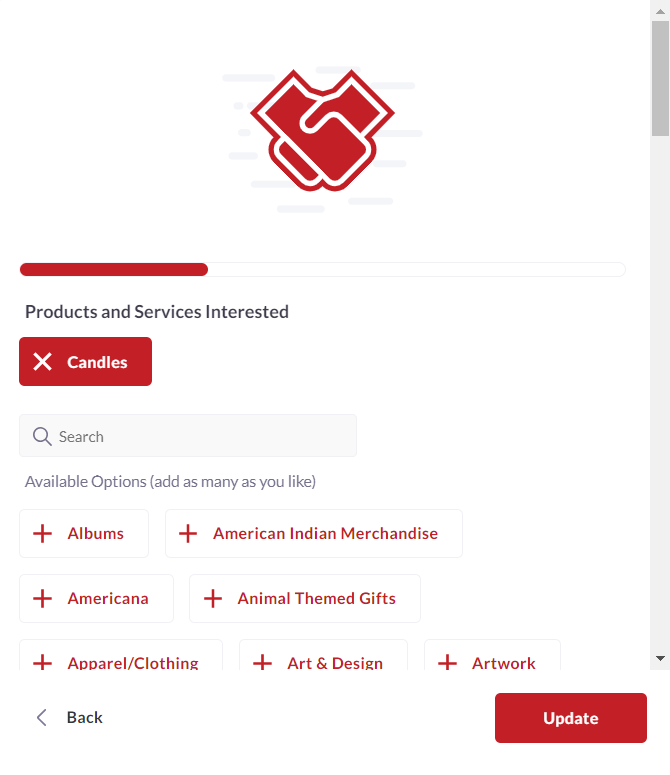 Products and Services Interested
Candles
Search
Available Options (add as many as you like)
Albums
American Indian Merchandise
Americana
Animal Themed Gifts
Apparel/Clothing
Art & Design
Artwork
Back
Update